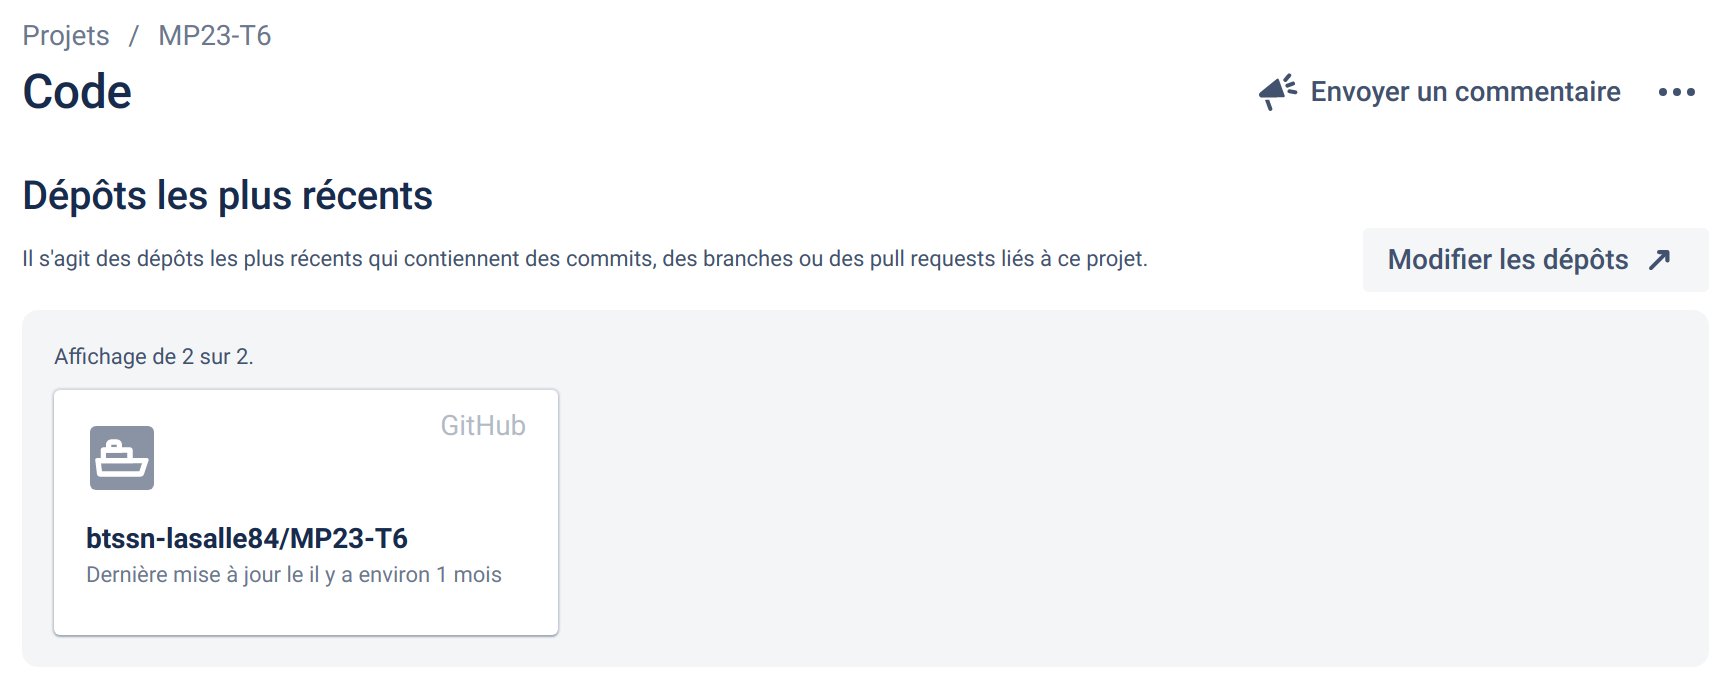 Projets / MP23-T6
Code
Envoyer un commentaire
Dépôts les plus récents
Il s'agit des dépôts les plus récents qui contiennent des commits, des branches ou des pull requests liés à ce projet.
Modifier les dépôts
Affichage de 2 sur 2.
GitHub
btssn-lasalle84/MP23-T6
Dernière mise à jour le il y a environ 1 mois